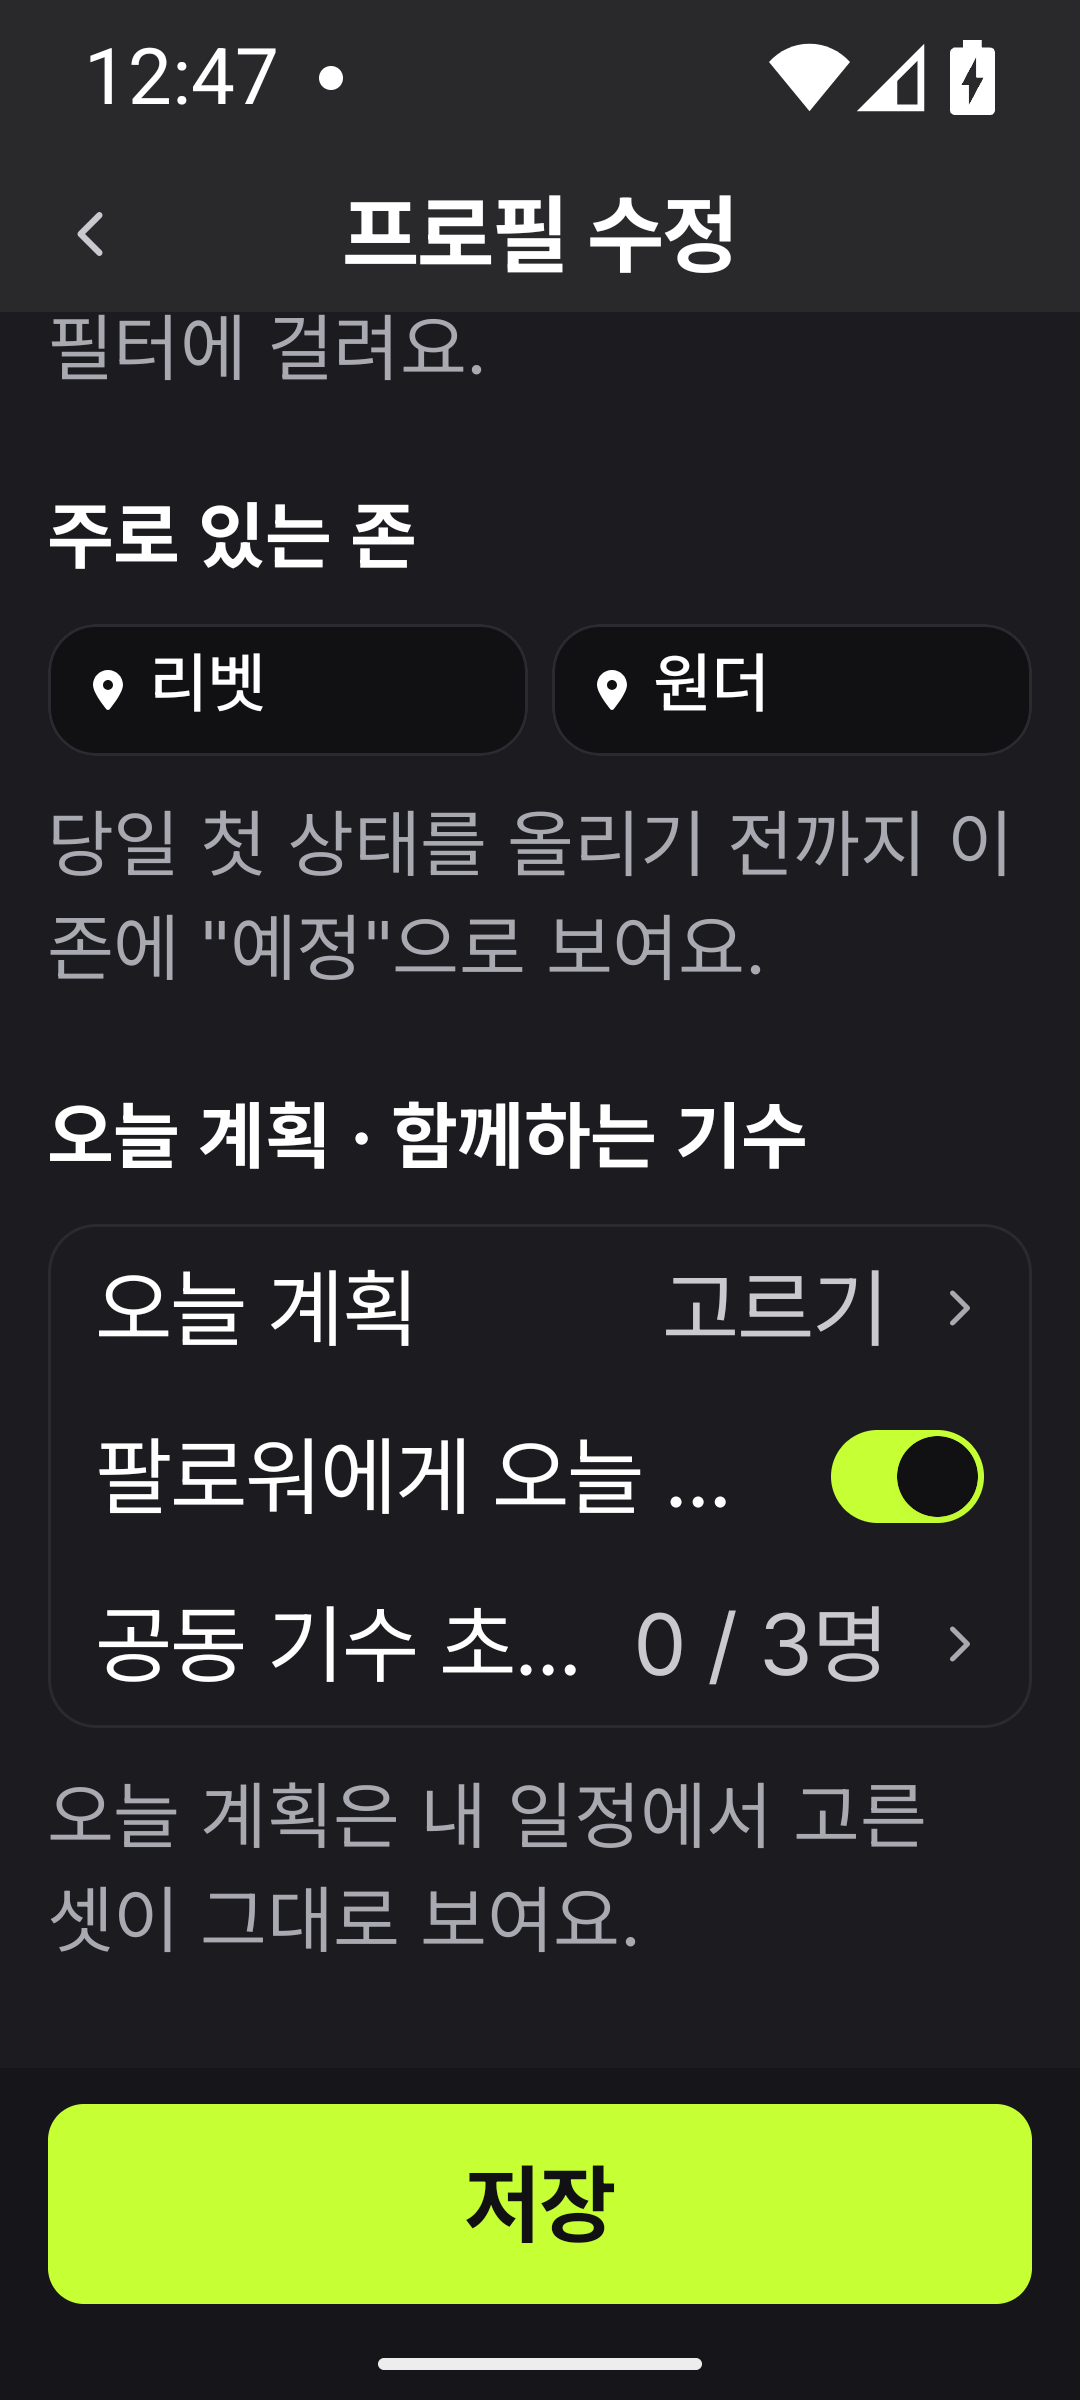 12:47
프로필 수정
필터에 걸려요.
주로 있는 존
리벳
원더
당일 첫 상태를 올리기 전까지 이
존에 "예정"으로 보여요.
오늘 계획 · 함께하는 기수
오늘 계획 고르기
팔로워에게 오늘 ...
공동 기수 초... 0 / 3명
오늘 계획은 내 일정에서 고른
셋이 그대로 보여요.
저장